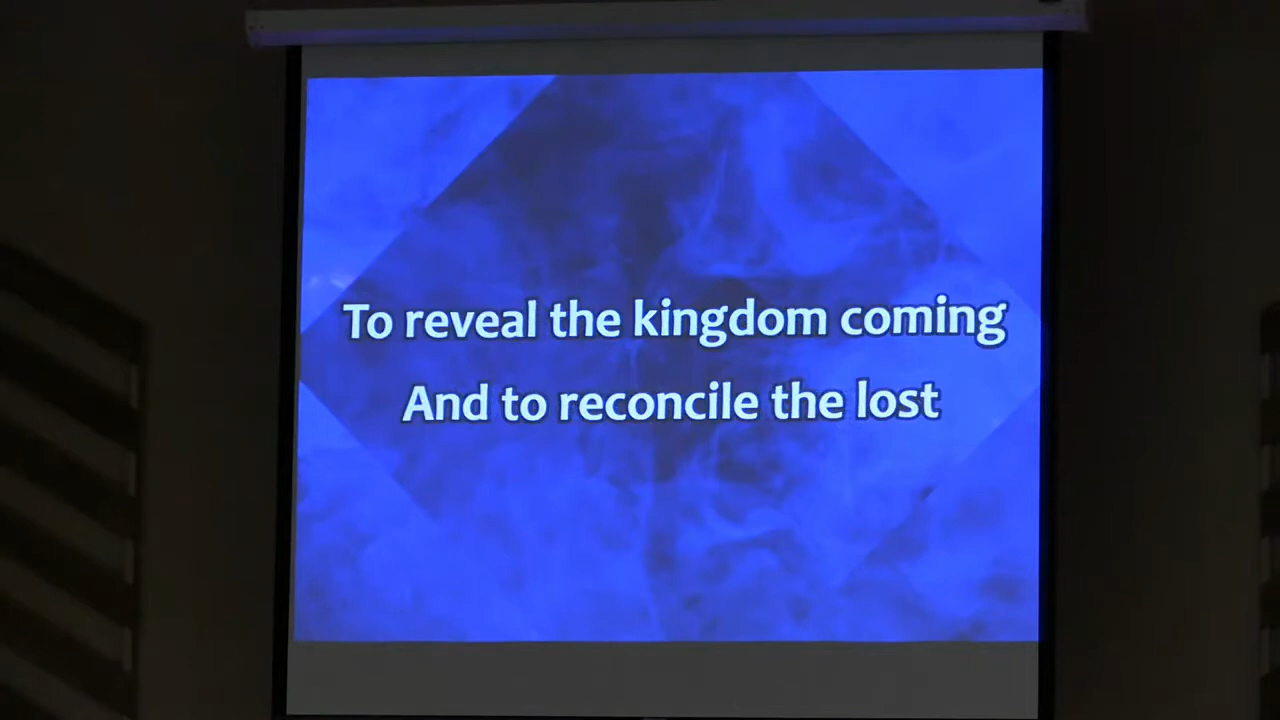 To reveal the kingdom coming
And to reconcile the lost